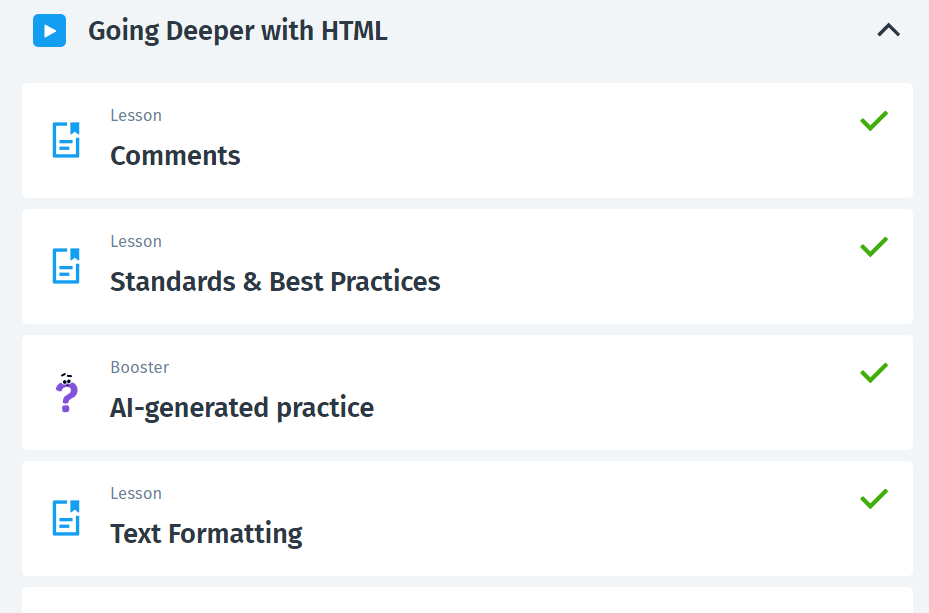 Going Deeper with HTML
Lesson
Comments
Lesson
Standards & Best Practices
Booster
AI-generated practice
Lesson
Text Formatting